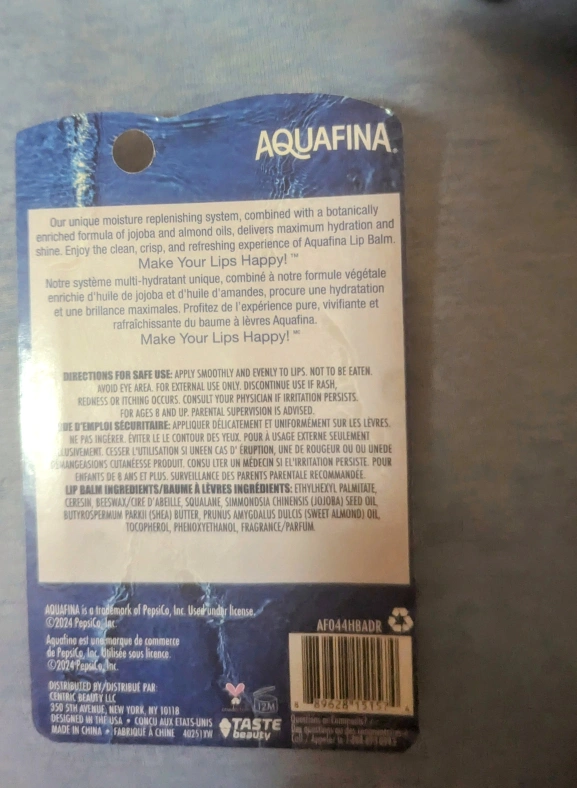 AQUAFINA
Our unique moisture replenishing system, combined with a botanically
enriched formula of jojoba and almond oils, delivers maximum hydration and
shine. Enjoy the clean, crisp, and refreshing experience of Aquafina Lip Balm.
Make Your Lips Happy! ™
Notre système multi-hydratant unique, combiné à notre formule végétale
enrichie d'huile de jojoba et d'huile d'amandes, procure une hydratation
et une brillance maximales. Profitez de l'expérience pure, vivifiante et
rafraîchissante du baume à lèvres Aquafina.
Make Your Lips Happy! MC
DIRECTIONS FOR SAFE USE: APPLY SMOOTHLY AND EVENLY TO LIPS. NOT TO BE EATEN.
AVOID EYE AREA. FOR EXTERNAL USE ONLY. DISCONTINUE USE IF RASH,
REDNESS OR ITCHING OCCURS. CONSULT YOUR PHYSICIAN IF IRRITATION PERSISTS.
FOR AGES 8 AND UP. PARENTAL SUPERVISION IS ADVISED.
D'EMPLOI SÉCURITAIRE: APPLIQUER DÉLICATEMENT ET UNIFORMÉMENT SUR LES LÈVRES.
NE PAS INGÉRER. ÉVITER LE LE CONTOUR DES YEUX. POUR À USAGE EXTERNE SEULEMENT
CESSER L'UTILISATION SI UNEEN CAS D' ÉRUPTION, UNE DE ROUGEUR OU OU UNEDE
CUTANÉESSE PRODUIT. CONSU LTER UN MÉDECIN SI EL'IRRITATION PERSISTE. POUR
ENFANTS DE 8 ANS ET PLUS. SURVEILLANCE DES PARENTS PARENTALE RECOMMANDÉE.
LIP BALM INGREDIENTS/BAUME À LÈVRES INGRÉDIENTS: ETHYLHEXYL PALMITATE,
CERESIN, BEESWAX/CIRE D'ABEILLE, SQUALANE, SIMMONDSIA CHINENSIS (JOJOBA) SEED OIL,
BUTYROSPERMUM PARKII (SHEA) BUTTER, PRUNUS AMYGDALUS DULCIS (SWEET ALMOND) OIL,
TOCOPHEROL, PHENOXYETHANOL, FRAGRANCE/PARFUM.
AQUAFINA is a trademark of PepsiCo, Inc. Used under license.
©2024 PepsiCo, Inc.
Aquafina est une marque de commerce
de PepsiCo, Inc. Utilisée sous licence.
©2024 PepsiCo, Inc.
DISTRIBUTED BY/DISTRIBUÉ PAR
CENTRIC BEAUTY LLC
350 5TH AVENUE, NEW YORK, NY 10118
DESIGNED IN THE USA • CONÇU AUX ETATS-UNIS
MADE IN CHINA • FABRIQUÉ À CHINE 40251YW
12M
TASTE
beauty
AF044HBADR
Questions or Comments?